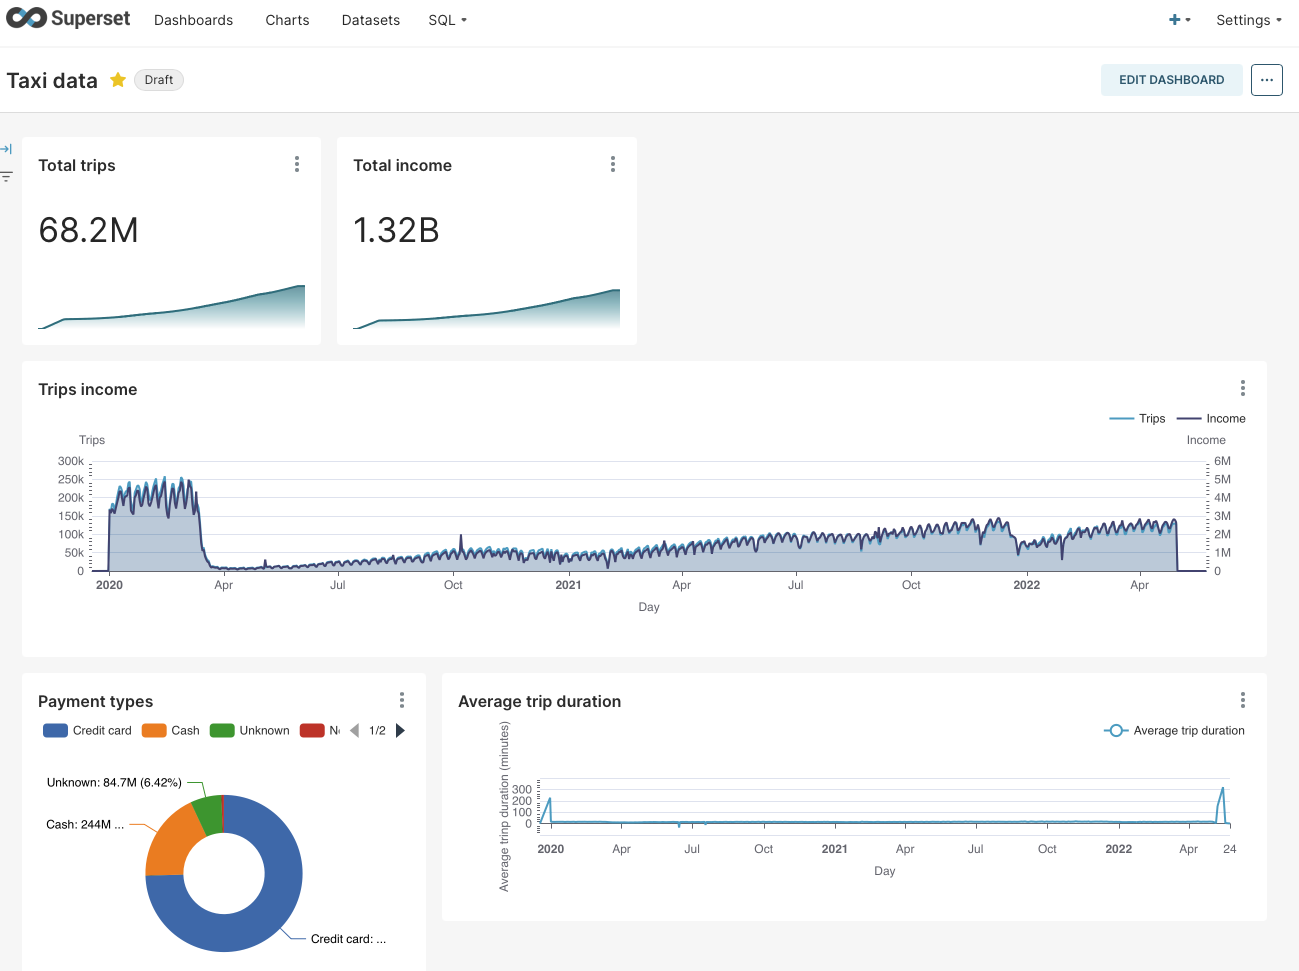 Superset Dashboards Charts Datasets SQL Settings
Taxi data Draft EDIT DASHBOARD
Total trips
68.2M
Total income
1.32B
Trips income
Trips Income
Trips Income
300k 6M
250k 5M
200k 4M
150k 3M
100k 2M
50k 1M
0 0
2020 Apr Jul Oct 2021 Apr Jul Oct 2022 Apr
Day
Payment types
Credit card Cash Unknown 1/2
Unknown: 84.7M (6.42%)
Cash: 244M ...
Credit card: ...
Average trip duration
Average trip duration
Average trinp duration (minutes)
300
200
100
0
2020 Apr Jul Oct 2021 Apr Jul Oct 2022 Apr 24
Day